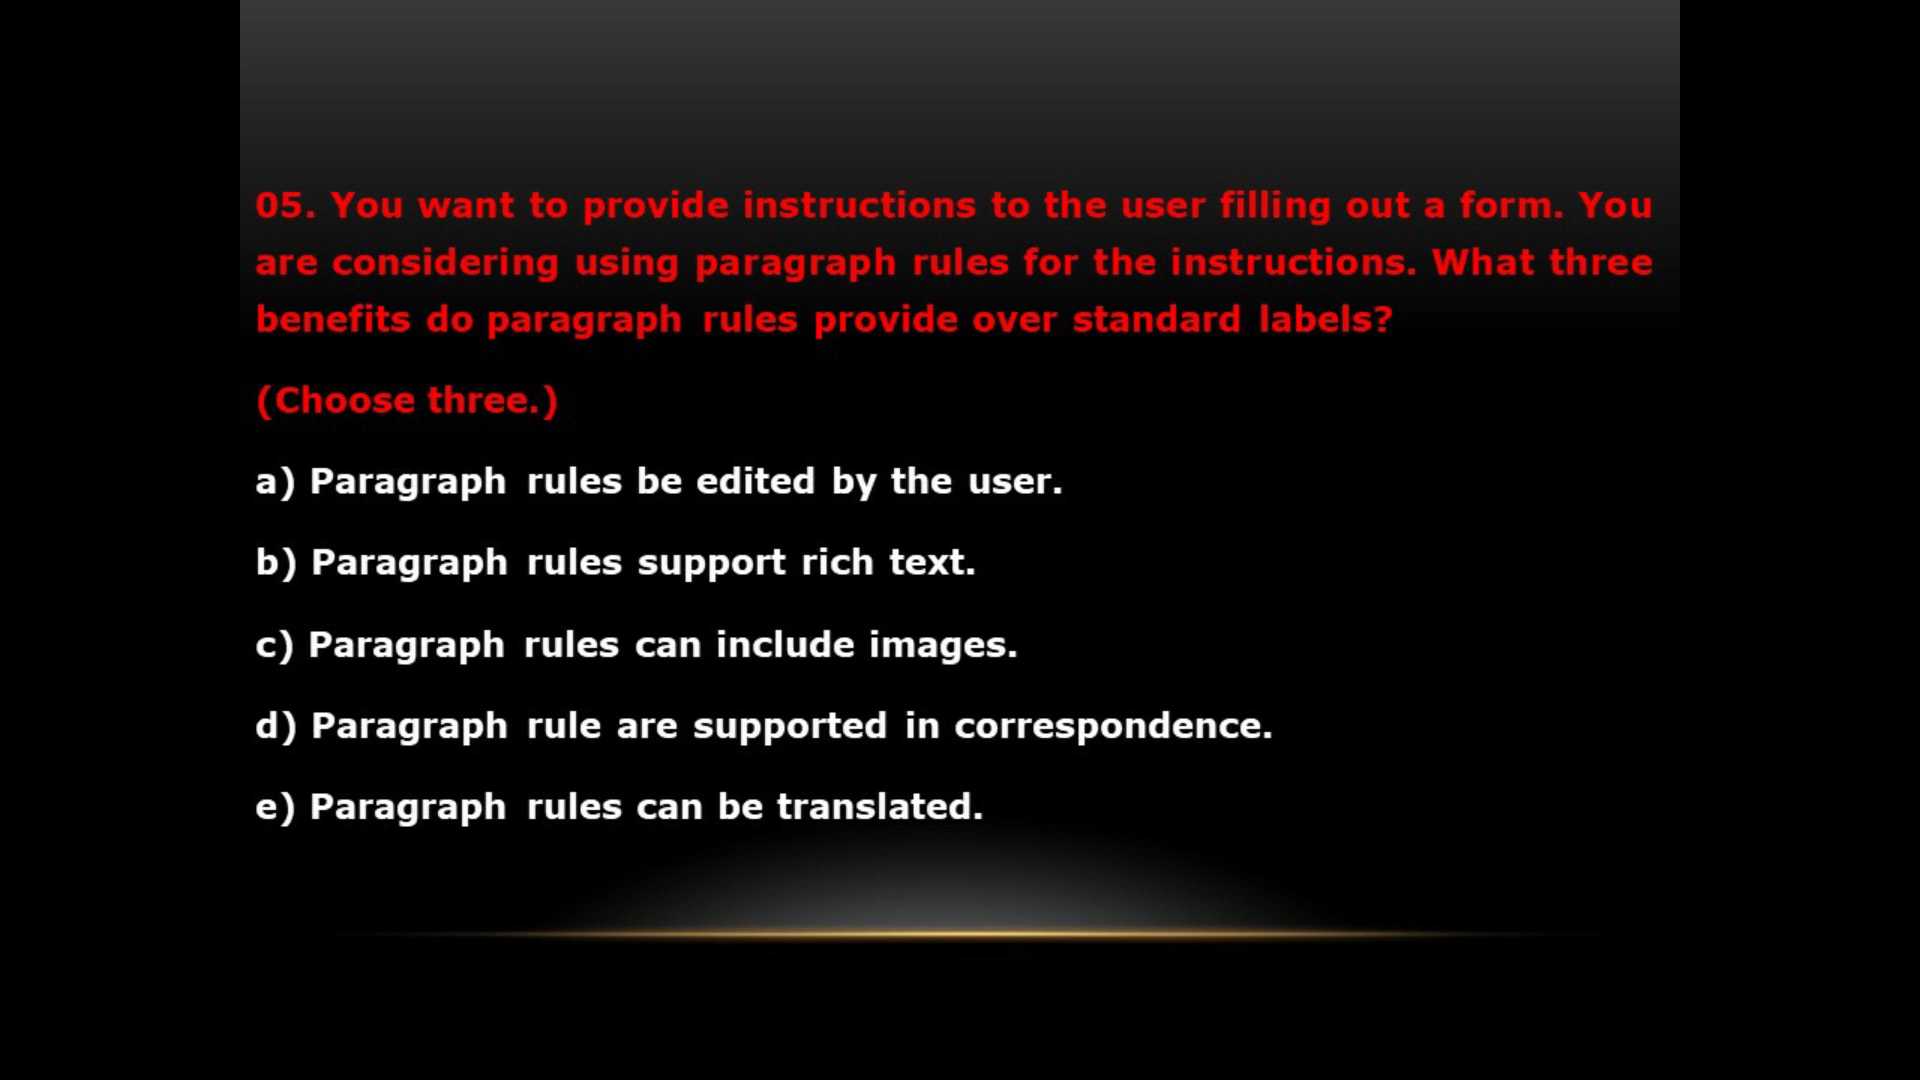 05. You want to provide instructions to the user filling out a form. You
are considering using paragraph rules for the instructions. What three
benefits do paragraph rules provide over standard labels?
(Choose three.)
a) Paragraph rules be edited by the user.
b) Paragraph rules support rich text.
c) Paragraph rules can include images.
d) Paragraph rule are supported in correspondence.
e) Paragraph rules can be translated.